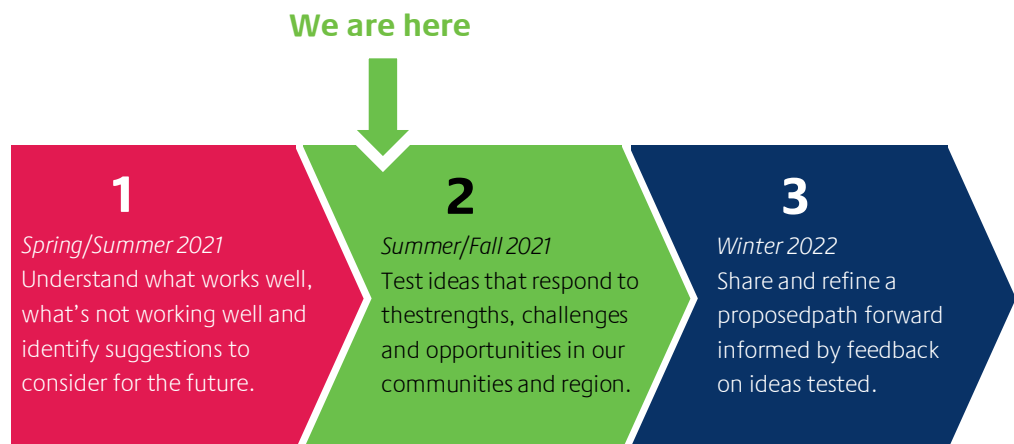 We are here
1
Spring/Summer 2021
Understand what works well,
what's not working well and
identify suggestions to
consider for the future.
2
Summer/Fall 2021
Test ideas that respond to
thestrengths, challenges
and opportunities in our
communities and region.
3
Winter 2022
Share and refine a
proposedpath forward
informed by feedback
on ideas tested.